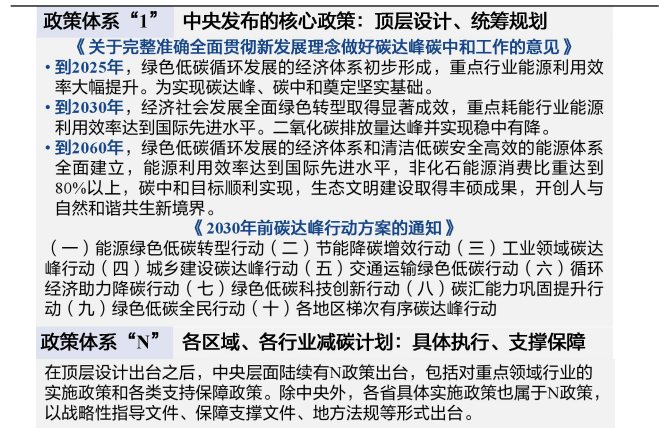 政策体系“1” 中央发布的核心政策：顶层设计、统筹规划
《关于完整准确全面贯彻新发展理念做好碳达峰碳中和工作的意见》
•到2025年，绿色低碳循环发展的经济体系初步形成，重点行业能源利用效
率大幅提升。为实现碳达峰、碳中和奠定坚实基础。
•到2030年，经济社会发展全面绿色转型取得显著成效，重点耗能行业能源
利用效率达到国际先进水平。二氧化碳排放量达峰并实现稳中有降。
•到2060年，绿色低碳循环发展的经济体系和清洁低碳安全高效的能源体系
全面建立，能源利用效率达到国际先进水平，非化石能源消费比重达到
80%以上，碳中和目标顺利实现，生态文明建设取得丰硕成果，开创人与
自然和谐共生新境界。
《2030年前碳达峰行动方案的通知》
（一）能源绿色低碳转型行动（二）节能降碳增效行动（三）工业领域碳达
峰行动（四）城乡建设碳达峰行动（五）交通运输绿色低碳行动（六）循环
经济助力降碳行动（七）绿色低碳科技创新行动（八）碳汇能力巩固提升行
动（九）绿色低碳全民行动（十）各地区梯次有序碳达峰行动
政策体系“N” 各区域、各行业减碳计划：具体执行、支撑保障
在顶层设计出台之后，中央层面陆续有N政策出台，包括对重点领域行业的
实施政策和各类支持保障政策。除中央外，各省具体实施政策也属于N政策，
以战略性指导文件、保障支撑文件、地方法规等形式出台。